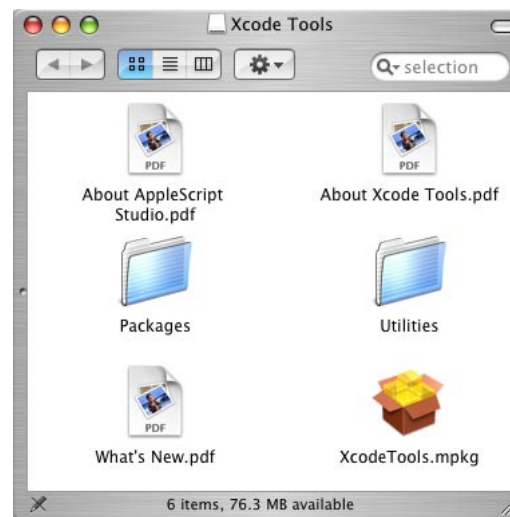 Xcode Tools
selection
PDF
PDF
About AppleScript
Studio.pdf
About Xcode Tools.pdf
Packages
Utilities
PDF
What's New.pdf
XcodeTools.mpkg
6 items, 76.3 MB available